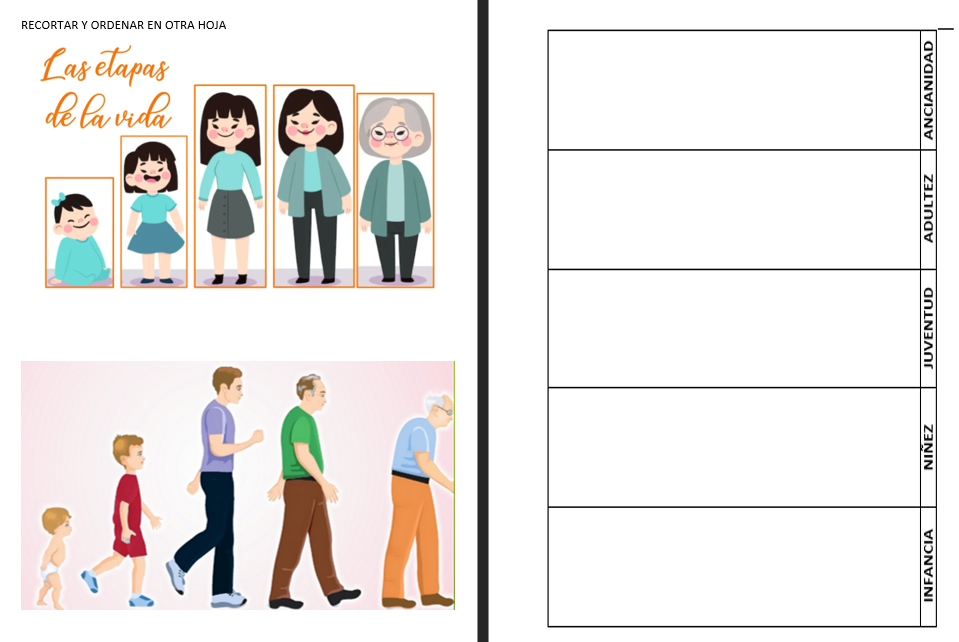 RECORTAR Y ORDENAR EN OTRA HOJA
Las etapas
de la vida
ANCIANIDAD
ADULTEZ
JUVENTUD
NIÑEZ
INFANCIA